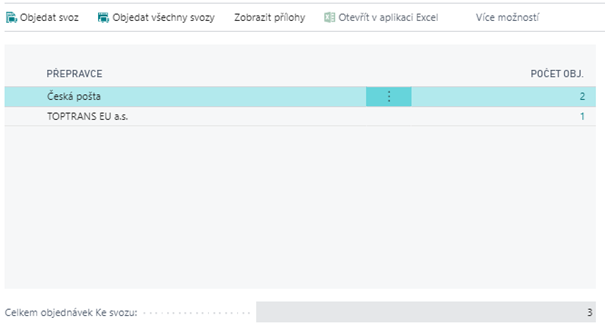 Objedat svoz Objedat všechny svozy Zobrazit přílohy Otevřít v aplikaci Excel Více možností
PŘEPRAVCE POČET OBJ.
Česká pošta 2
TOPTRANS EU a.s. 1
Celkem objednávek Ke svozu: 3